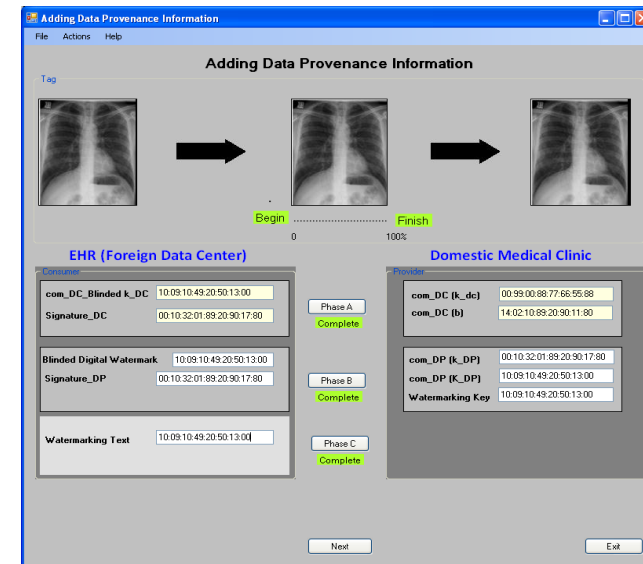 Adding Data Provenance Information
File Actions Help
Adding Data Provenance Information
Tag
Begin ............................ Finish
0 100%
EHR (Foreign Data Center) Domestic Medical Clinic
Consumer
com_DC_Blinded k_DC 10:09:10:49:20:50:13:00
Signature_DC 00:10:32:01:89:20:90:17:80
Blinded Digital Watermark 10:09:10:49:20:50:13:00
Signature_DP 00:10:32:01:89:20:90:17:80
Watermarking Text 10:09:10:49:20:50:13:00
Phase A
Complete
Phase B
Complete
Phase C
Complete
Provider
com_DC (k_dc) 00:99:00:88:77:66:55:88
com_DC (b) 14:02:10:89:20:90:11:80
com_DP (k_DP) 00:10:32:01:89:20:90:17:80
com_DP (K_DP) 10:09:10:49:20:50:13:00
Watermarking Key 10:09:10:49:20:50:13:00
Next Exit